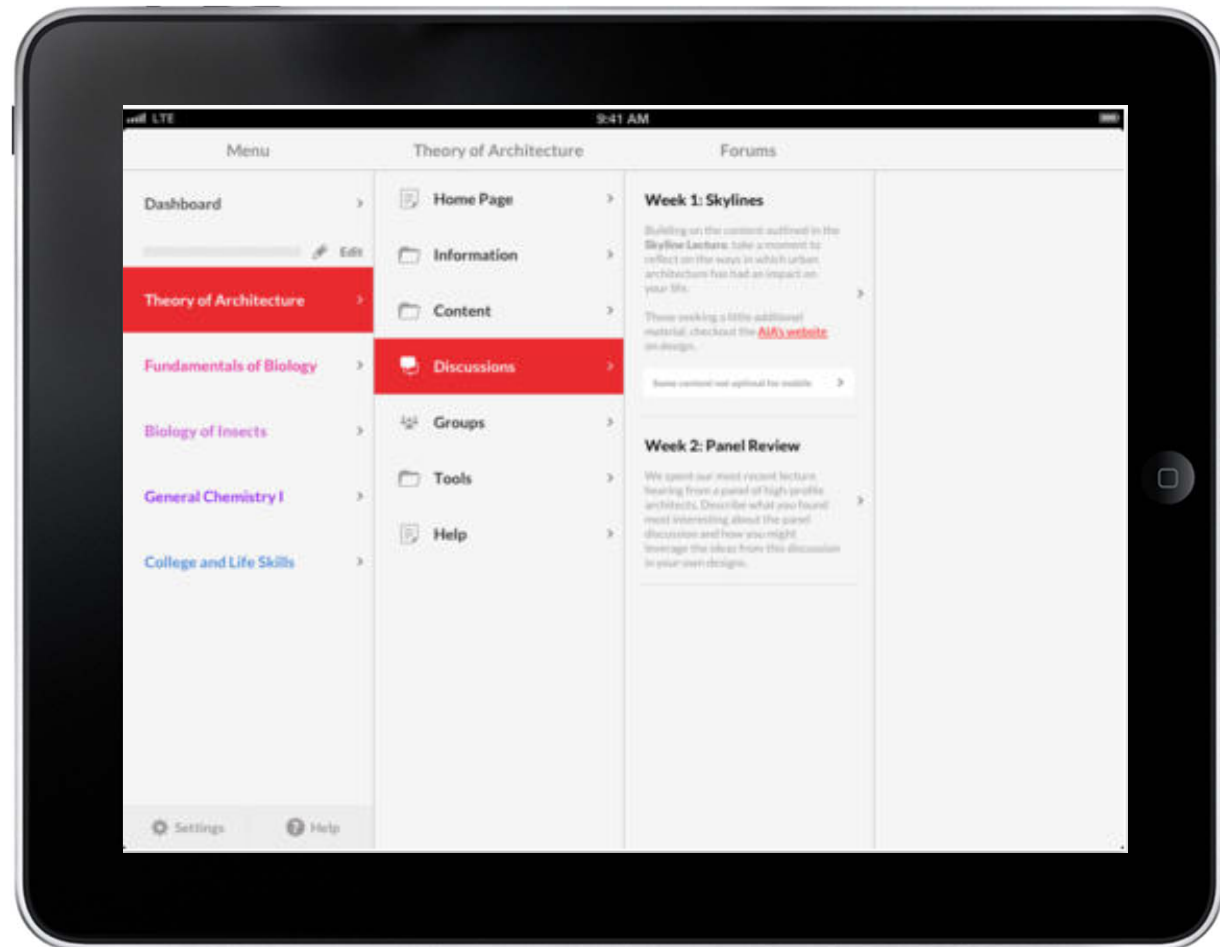 LTE 9:41 AM
Menu
Theory of Architecture
Forums
Dashboard
Edit
Theory of Architecture
Fundamentals of Biology
Biology of Insects
General Chemistry I
College and Life Skills
Settings
Help
Home Page
Information
Content
Discussions
Groups
Tools
Help
Week 1: Skylines
Building on the content outlined in the
Skyline Lecture, take a moment to
reflect on the ways in which urban
architecture has had an impact on
your life.
Those seeking a little additional
material, checkout the AIA's website
on design.
Some content not optimal for mobile
Week 2: Panel Review
We spent our most recent lecture
hearing from a panel of high-profile
architects. Describe what you found
most interesting about the panel
discussion and how you might
leverage the ideas from this discussion
in your own designs.